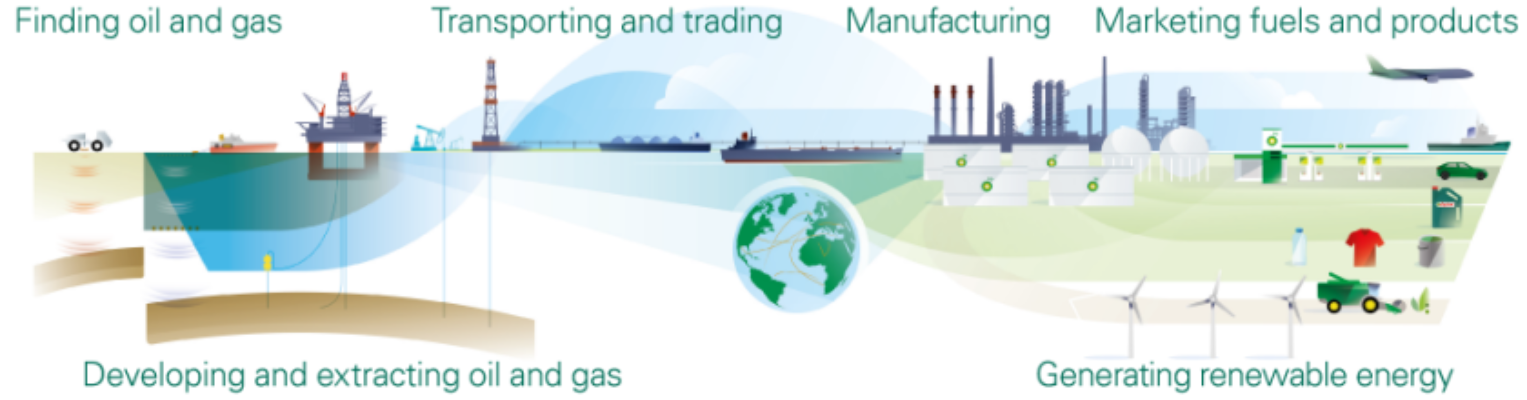 Finding oil and gas
Transporting and trading
Manufacturing
Marketing fuels and products
Developing and extracting oil and gas
Generating renewable energy